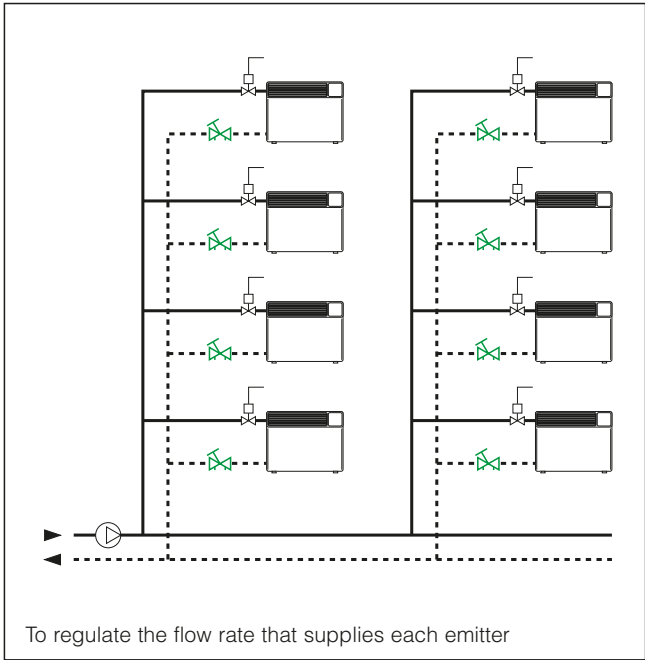 To regulate the flow rate that supplies each emitter